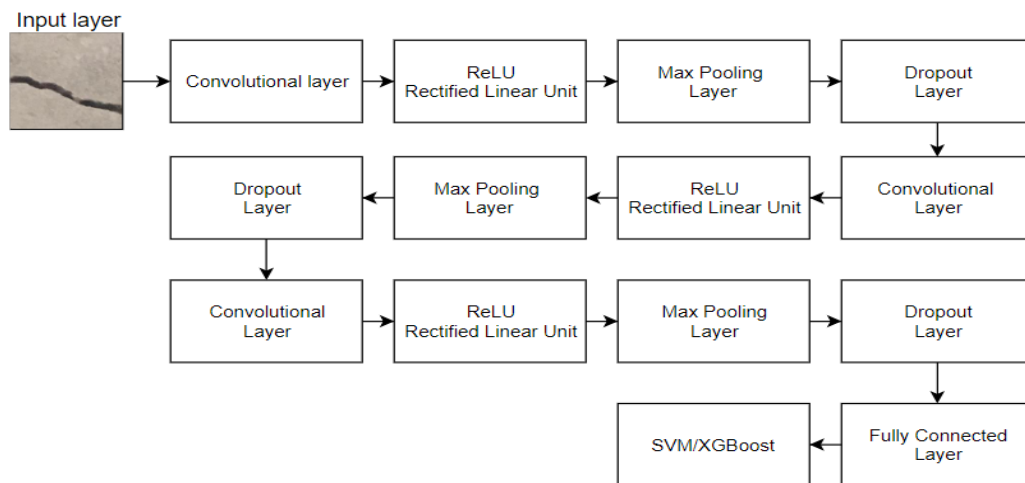 Input layer
Convolutional layer
ReLU
Rectified Linear Unit
Max Pooling
Layer
Dropout
Layer
Dropout
Layer
Max Pooling
Layer
ReLU
Rectified Linear Unit
Convolutional
Layer
Convolutional
Layer
ReLU
Rectified Linear Unit
Max Pooling
Layer
Dropout
Layer
SVM/XGBoost
Fully Connected
Layer